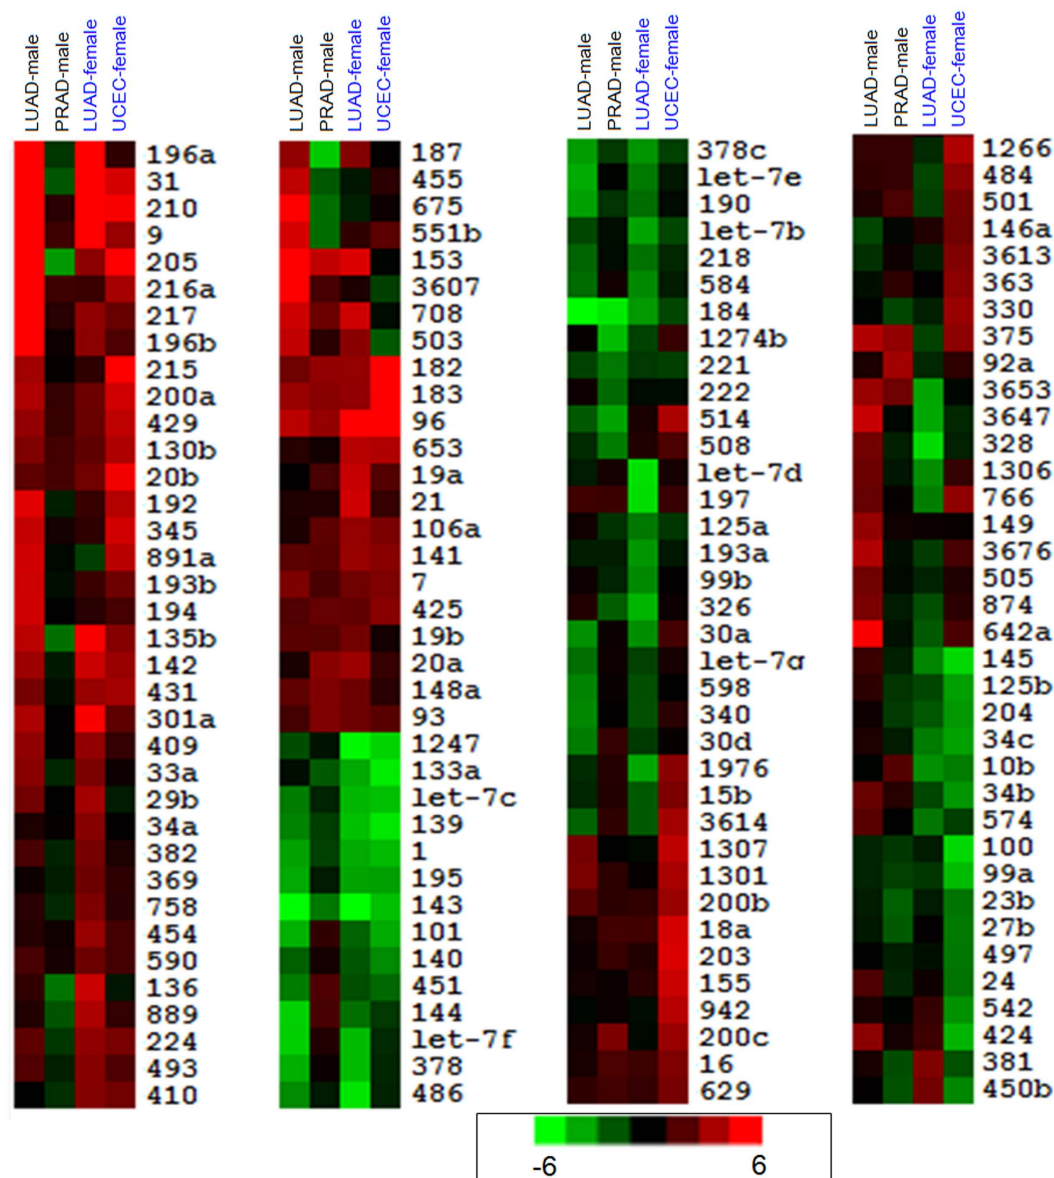 LUAD-male PRAD-male LUAD-female UCEC-female
196a
31
210
9
205
216a
217
196b
215
200a
429
130b
20b
192
345
891a
193b
194
135b
142
431
301a
409
33a
29b
34a
382
369
758
454
590
136
889
224
493
410
LUAD-male PRAD-male LUAD-female UCEC-female
187
455
675
551b
153
3607
708
503
182
183
96
653
19a
21
106a
141
7
425
19b
20a
148a
93
1247
133a
let-7c
139
1
195
143
101
140
451
144
let-7f
378
486
LUAD-male PRAD-male LUAD-female UCEC-female
378c
let-7e
190
let-7b
218
584
184
1274b
221
222
514
508
let-7d
197
125a
193a
99b
326
30a
let-7g
598
340
30d
1976
15b
3614
1307
1301
200b
18a
203
155
942
200c
16
629
LUAD-male PRAD-male LUAD-female UCEC-female
1266
484
501
146a
3613
363
330
375
92a
3653
3647
328
1306
766
149
3676
505
874
642a
145
125b
204
34c
10b
34b
574
100
99a
23b
27b
497
24
542
424
381
450b
-6 6